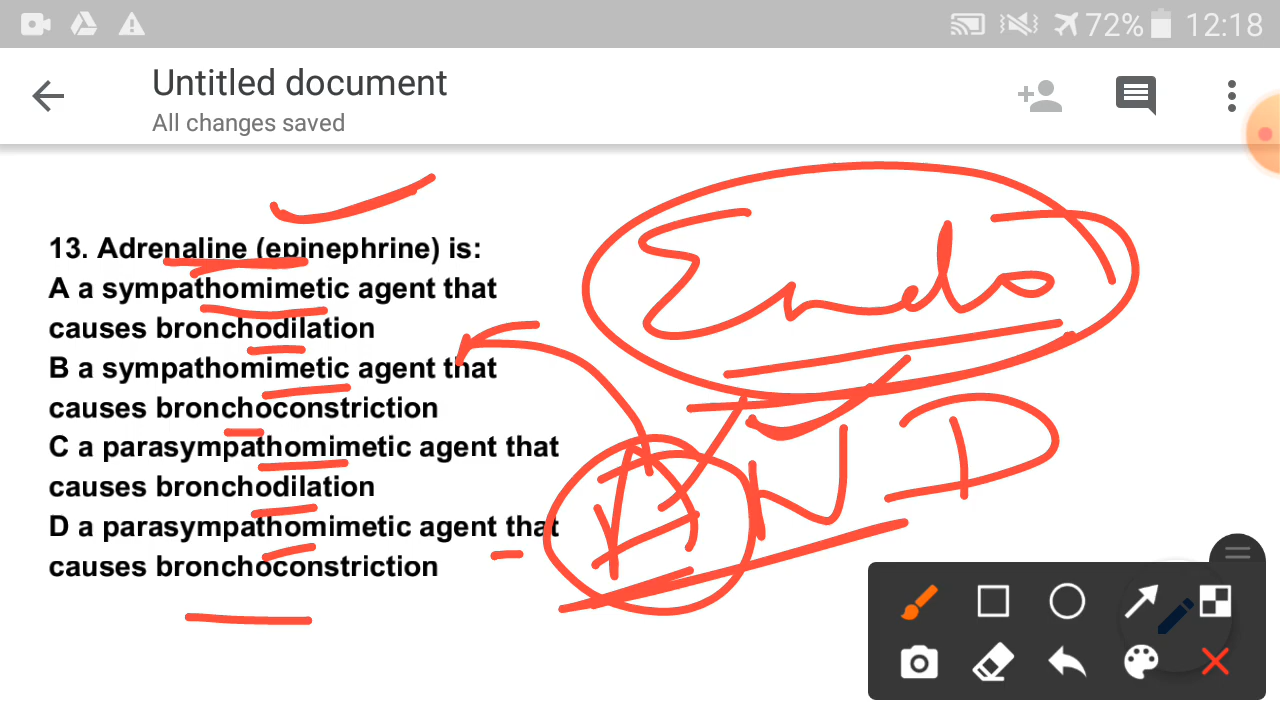 72% 12:18
Untitled document
All changes saved
13. Adrenaline (epinephrine) is:
A a sympathomimetic agent that
causes bronchodilation
B a sympathomimetic agent that
causes bronchoconstriction
C a parasympathomimetic agent that
causes bronchodilation
D a parasympathomimetic agent that
causes bronchoconstriction
Endo
N D